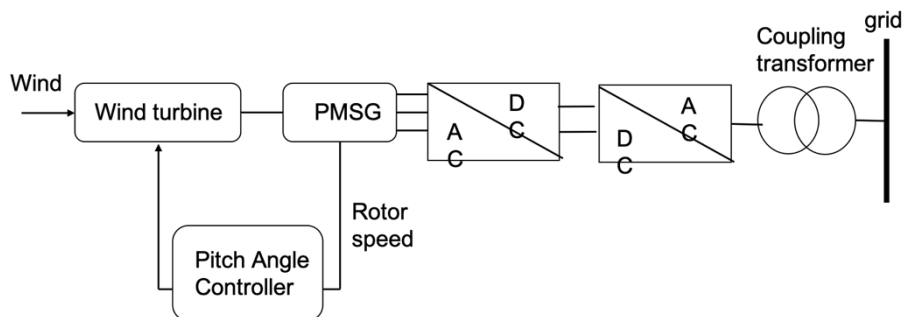 grid
Coupling
transformer
Wind
Wind turbine
PMSG
D
C
A
C
A
C
D
C
Rotor
speed
Pitch Angle
Controller